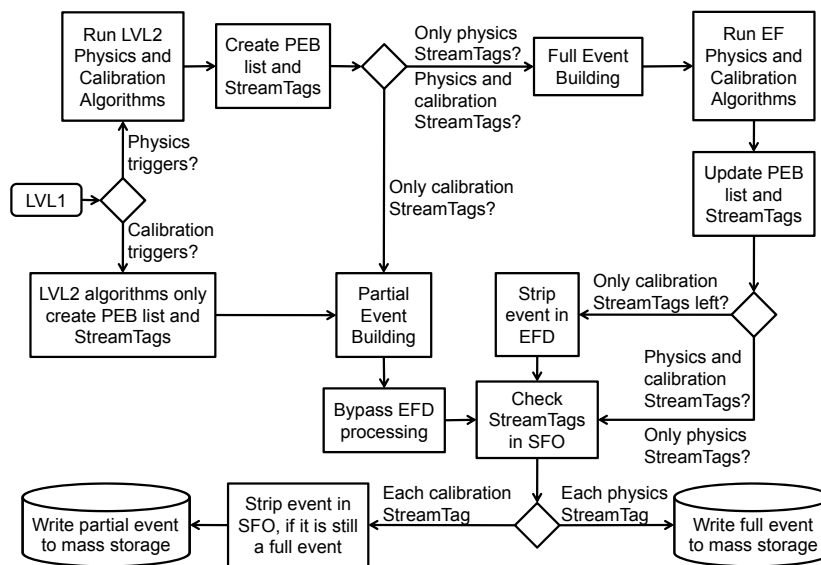 Run LVL2
Physics and
Calibration
Algorithms
Create PEB
list and
StreamTags
Only physics
StreamTags?
Physics and
calibration
StreamTags?
Full Event
Building
Run EF
Physics and
Calibration
Algorithms
Physics
triggers?
LVL1
Calibration
triggers?
Only calibration
StreamTags?
Update PEB
list and
StreamTags
LVL2 algorithms only
create PEB list and
StreamTags
Partial
Event
Building
Strip
event in
EFD
Only calibration
StreamTags left?
Bypass EFD
processing
Check
StreamTags
in SFO
Physics and
calibration
StreamTags?
Only physics
StreamTags?
Write partial event
to mass storage
Strip event in
SFO, if it is still
a full event
Each calibration
StreamTag
Each physics
StreamTag
Write full event
to mass storage